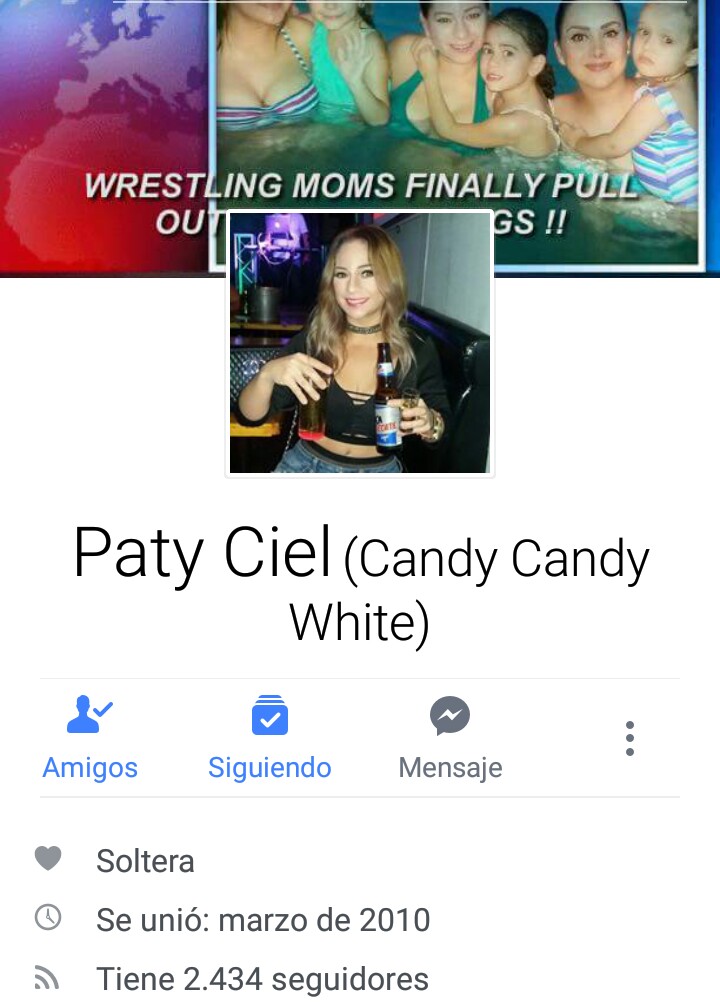 WRESTLING MOMS FINALLY PULL
OUT GS !!
Paty Ciel (Candy Candy
White)
Amigos
Siguiendo
Mensaje
Soltera
Se unió: marzo de 2010
Tiene 2.434 seguidores